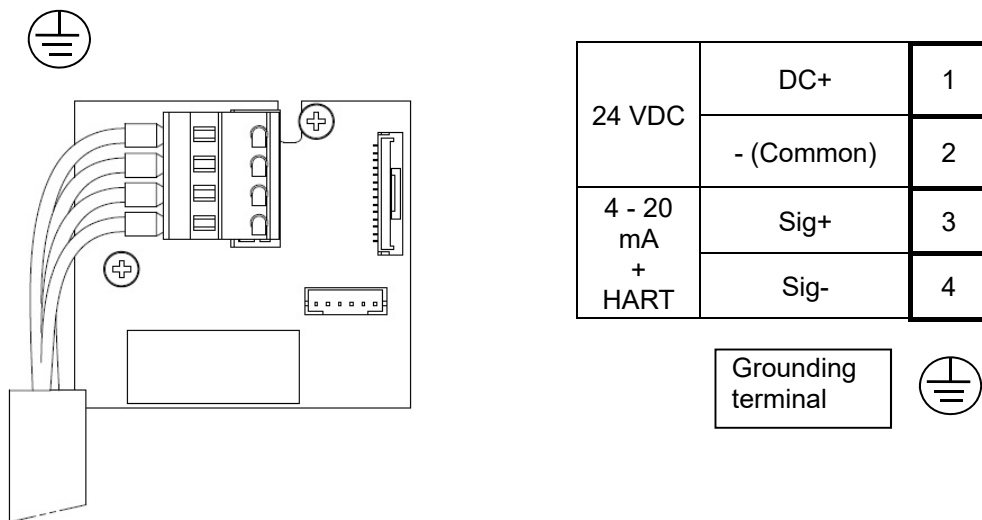 24 VDC
DC+
1
- (Common)
2
4 - 20
mA
+
HART
Sig+
3
Sig-
4
Grounding
terminal